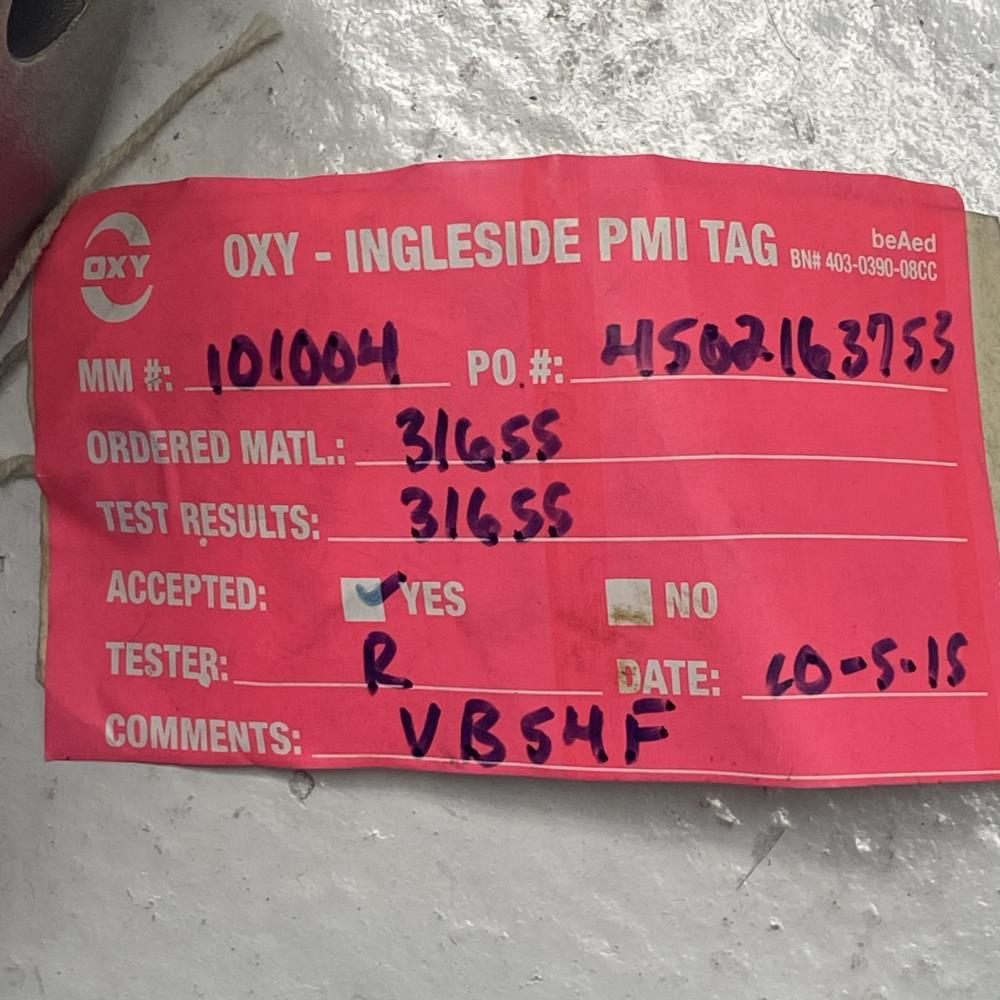 OXY
OXY - INGLESIDE PMI TAG
beAed
BN# 403-0390-08CC
MM #: 101004 PO #: 4502163753
ORDERED MATL.: 316SS
TEST RESULTS: 316SS
ACCEPTED: YES NO
TESTER: R DATE: 10-5-15
COMMENTS: VB54F